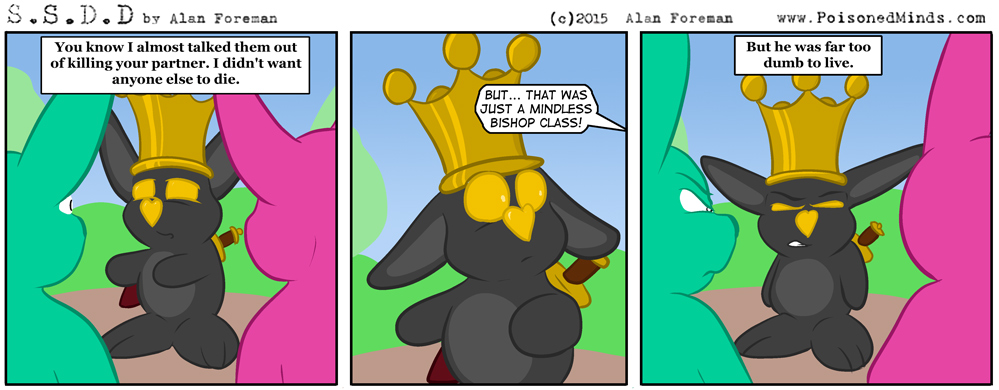 S.S.D.D by Alan Foreman (c)2015 Alan Foreman www.PoisonedMinds.com
You know I almost talked them out
of killing your partner. I didn't want
anyone else to die.
BUT... THAT WAS
JUST A MINDLESS
BISHOP CLASS!
But he was far too
dumb to live.